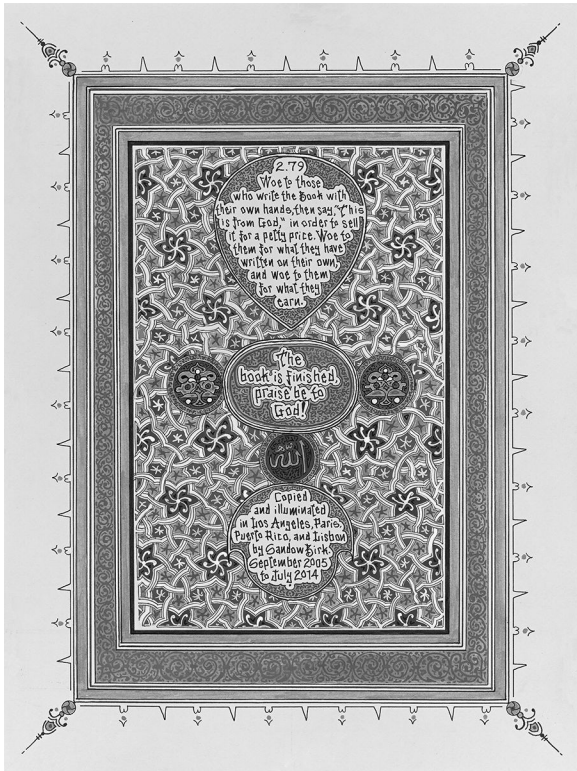 2.79
Woe to those
who write the Book with
their own hands, then say, "This
is from God," in order to sell
it for a petty price. Woe to
them for what they have
written on their own,
and woe to them
for what they
earn.
The
book is finished,
praise be to
God!
الله
Copied
and illuminated
in Los Angeles, Paris,
Puerto Rico, and Lisbon
by Sandow Birk
September 2005
to July 2014